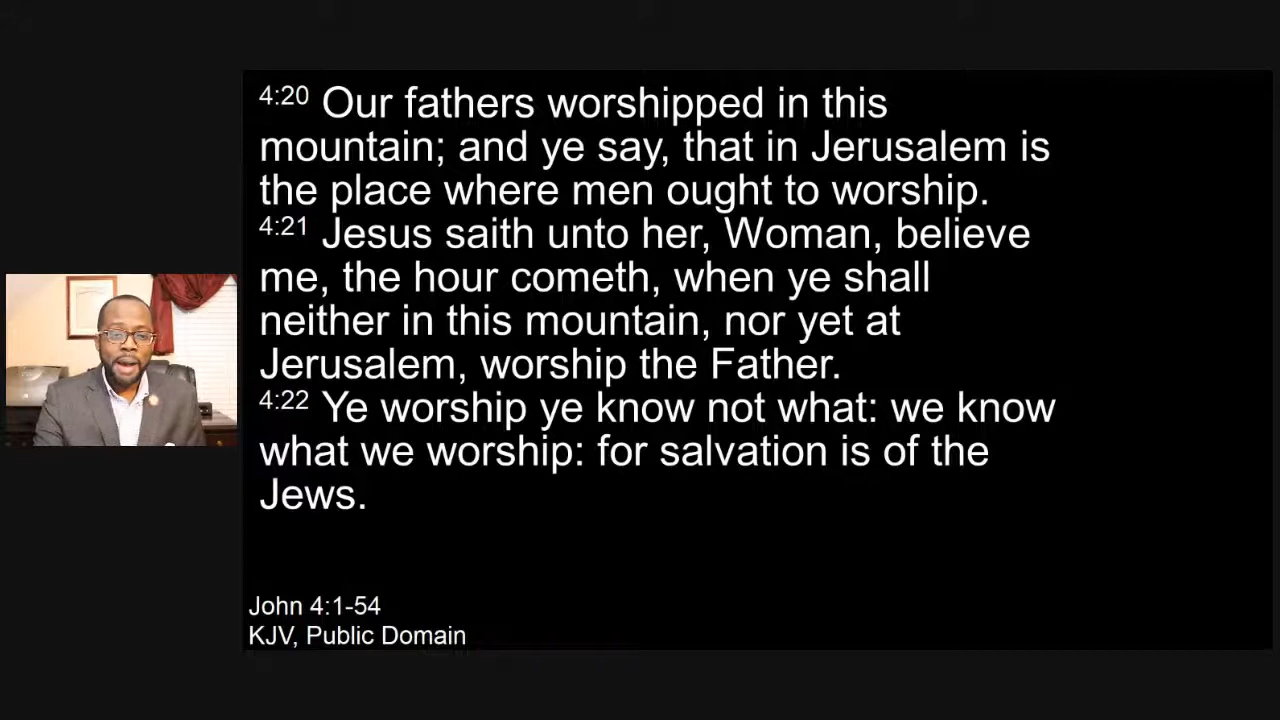 4:20 Our fathers worshipped in this
mountain; and ye say, that in Jerusalem is
the place where men ought to worship.
4:21 Jesus saith unto her, Woman, believe
me, the hour cometh, when ye shall
neither in this mountain, nor yet at
Jerusalem, worship the Father.
4:22 Ye worship ye know not what: we know
what we worship: for salvation is of the
Jews.
John 4:1-54
KJV, Public Domain